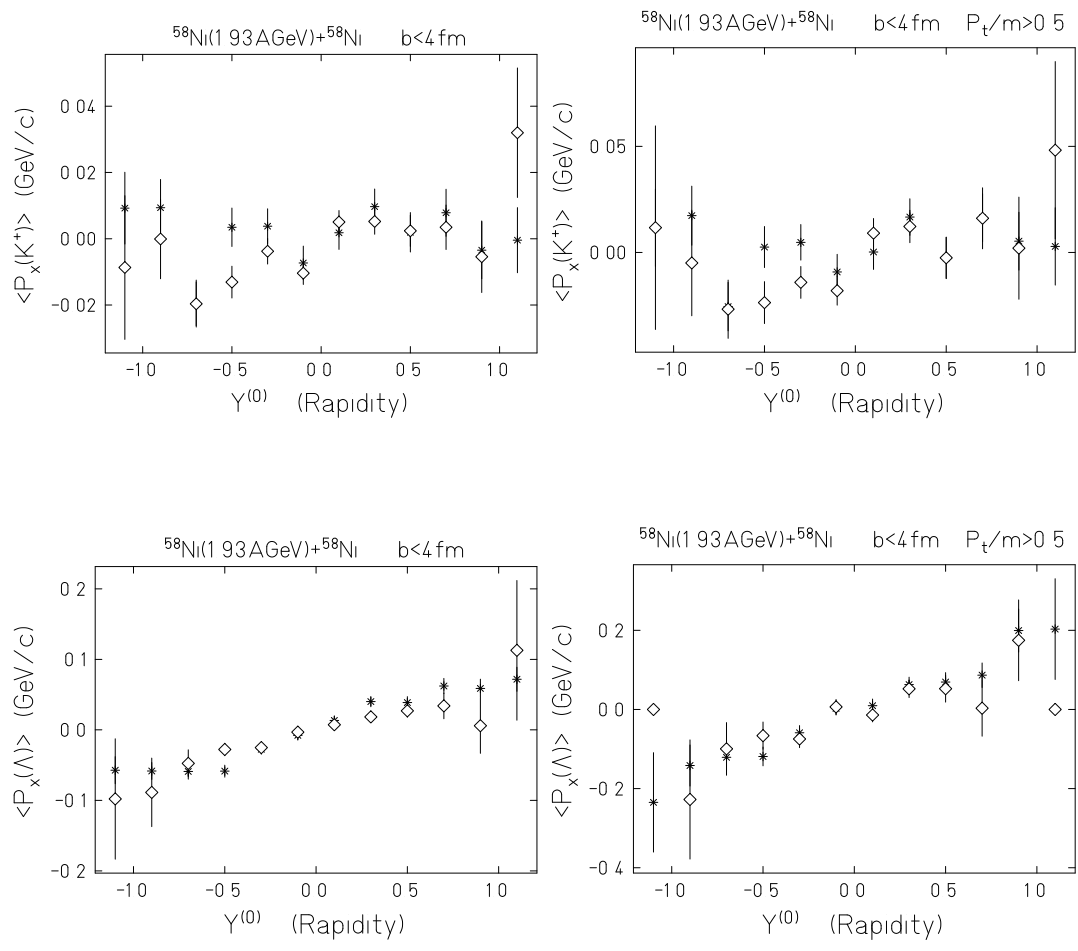 ⁵⁸Ni(1 93AGeV)+⁵⁸Ni b<4fm
<Pₓ(K⁺)> (GeV/c)
0 04
0 02
0 00
-0 02
-1 0 -0 5 0 0 0 5 1 0
Y⁽⁰⁾ (Rapidity)
⁵⁸Ni(1 93AGeV)+⁵⁸Ni b<4fm Pₜ/m>0 5
<Pₓ(K⁺)> (GeV/c)
0 05
0 00
-1 0 -0 5 0 0 0 5 1 0
Y⁽⁰⁾ (Rapidity)
⁵⁸Ni(1 93AGeV)+⁵⁸Ni b<4fm
<Pₓ(Λ)> (GeV/c)
0 2
0 1
0 0
-0 1
-0 2
-1 0 -0 5 0 0 0 5 1 0
Y⁽⁰⁾ (Rapidity)
⁵⁸Ni(1 93AGeV)+⁵⁸Ni b<4fm Pₜ/m>0 5
<Pₓ(Λ)> (GeV/c)
0 2
0 0
-0 2
-0 4
-1 0 -0 5 0 0 0 5 1 0
Y⁽⁰⁾ (Rapidity)